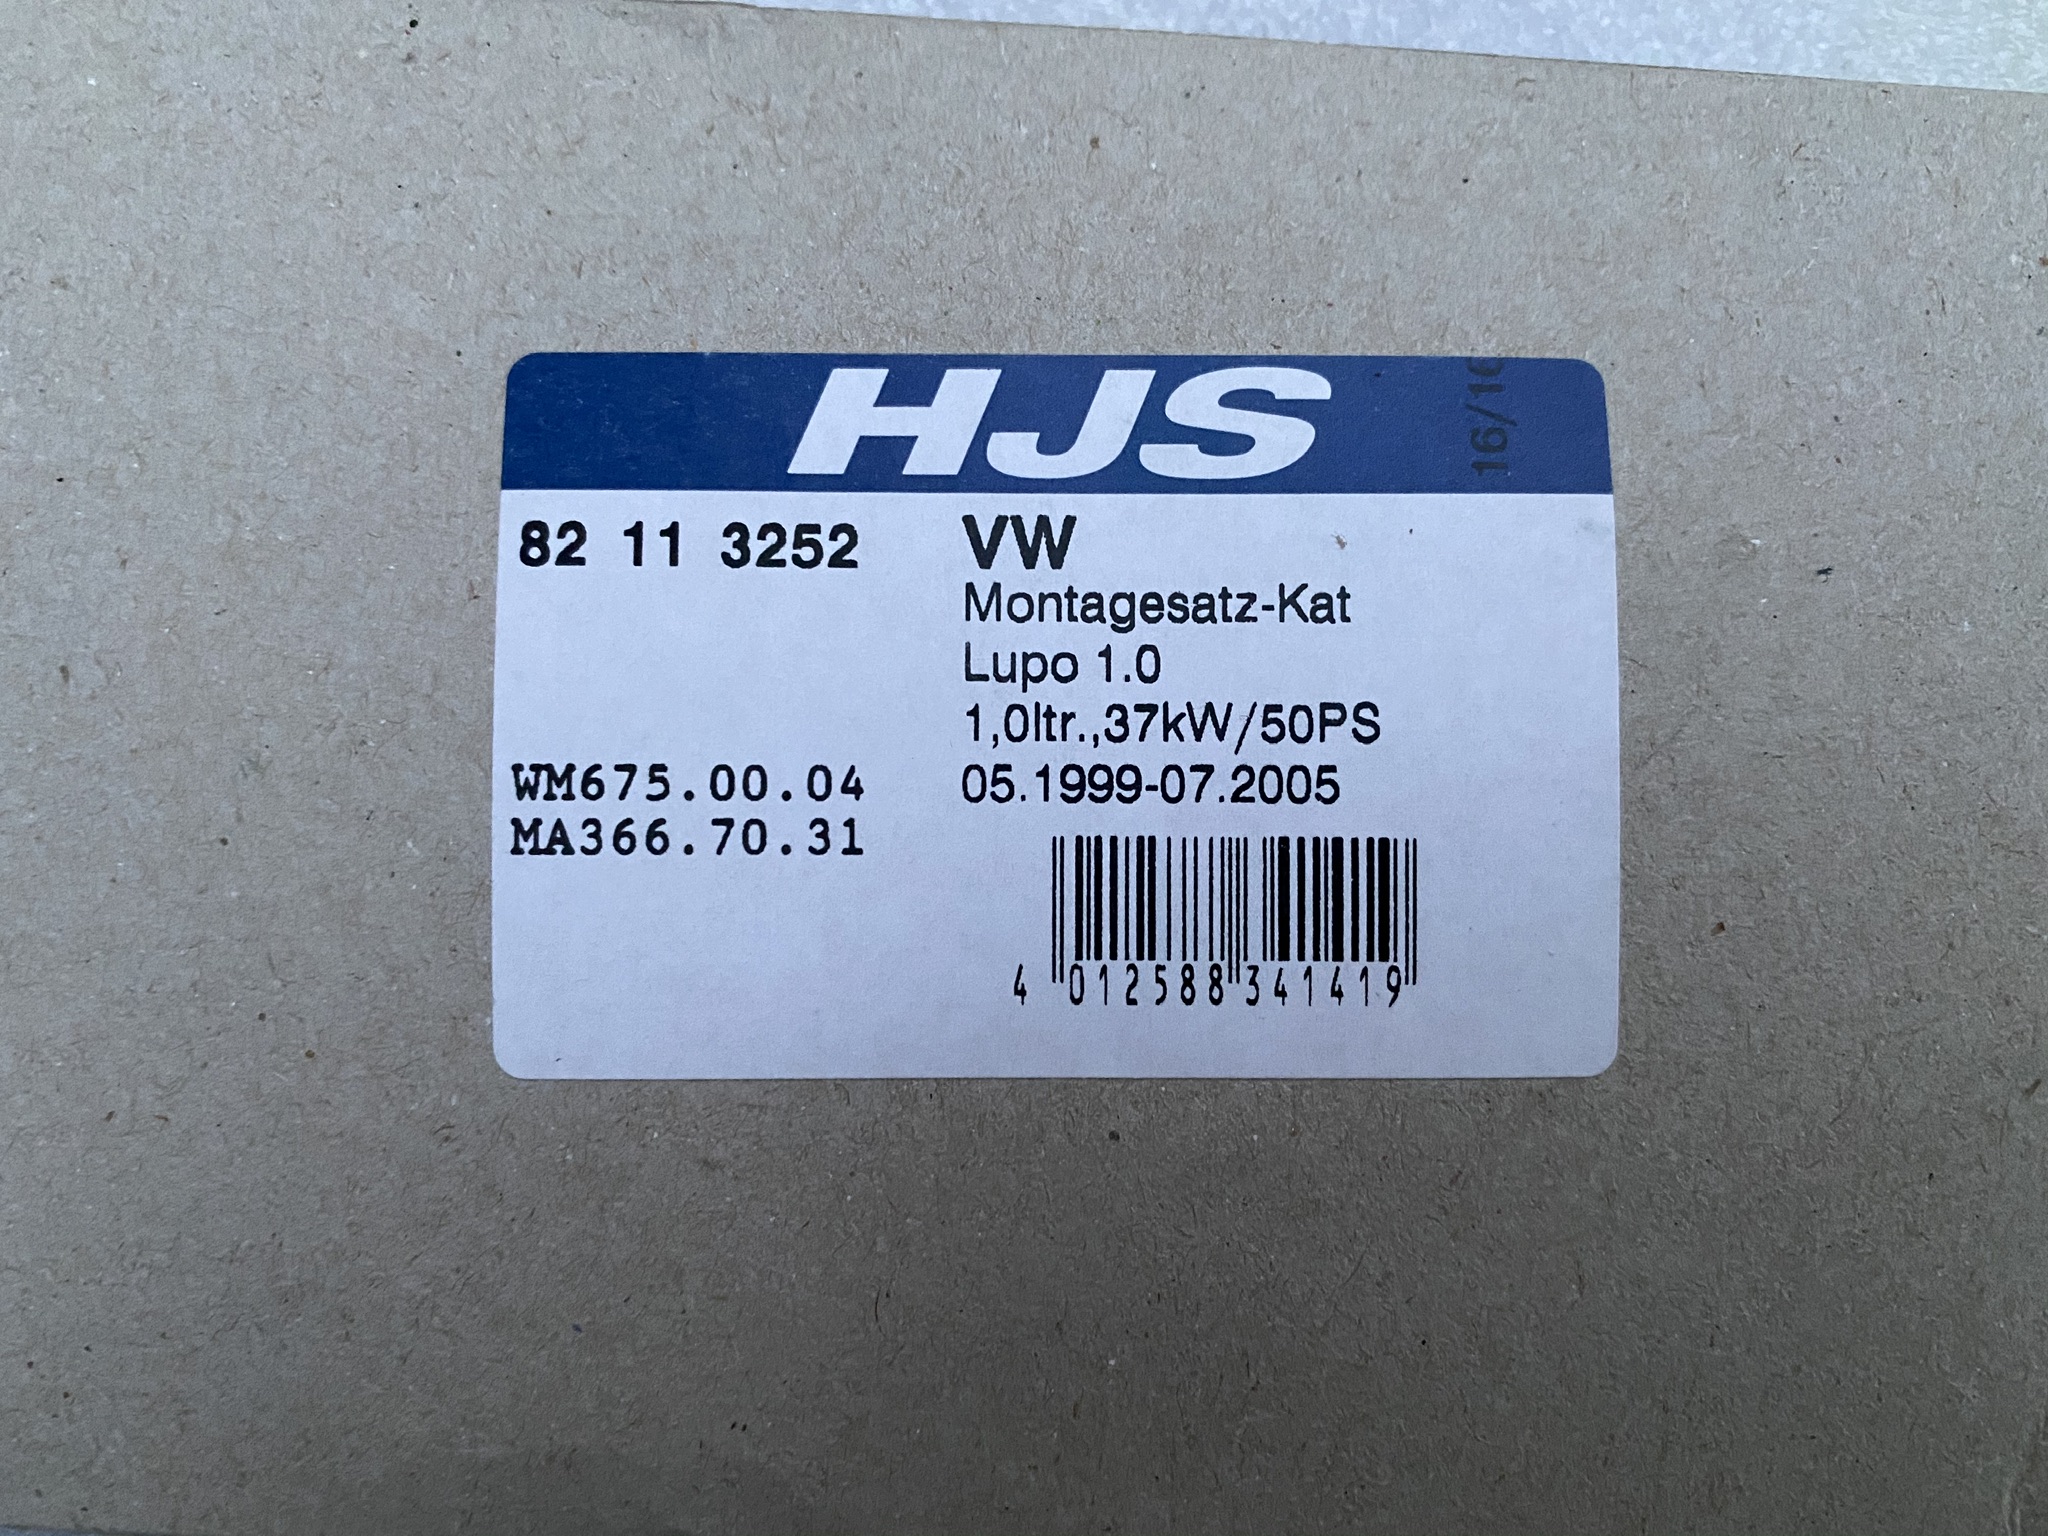 HJS
82 11 3252
VW
Montagesatz-Kat
Lupo 1.0
1,0ltr.,37kW/50PS
WM675.00.04
05.1999-07.2005
MA366.70.31
4 012588 341419